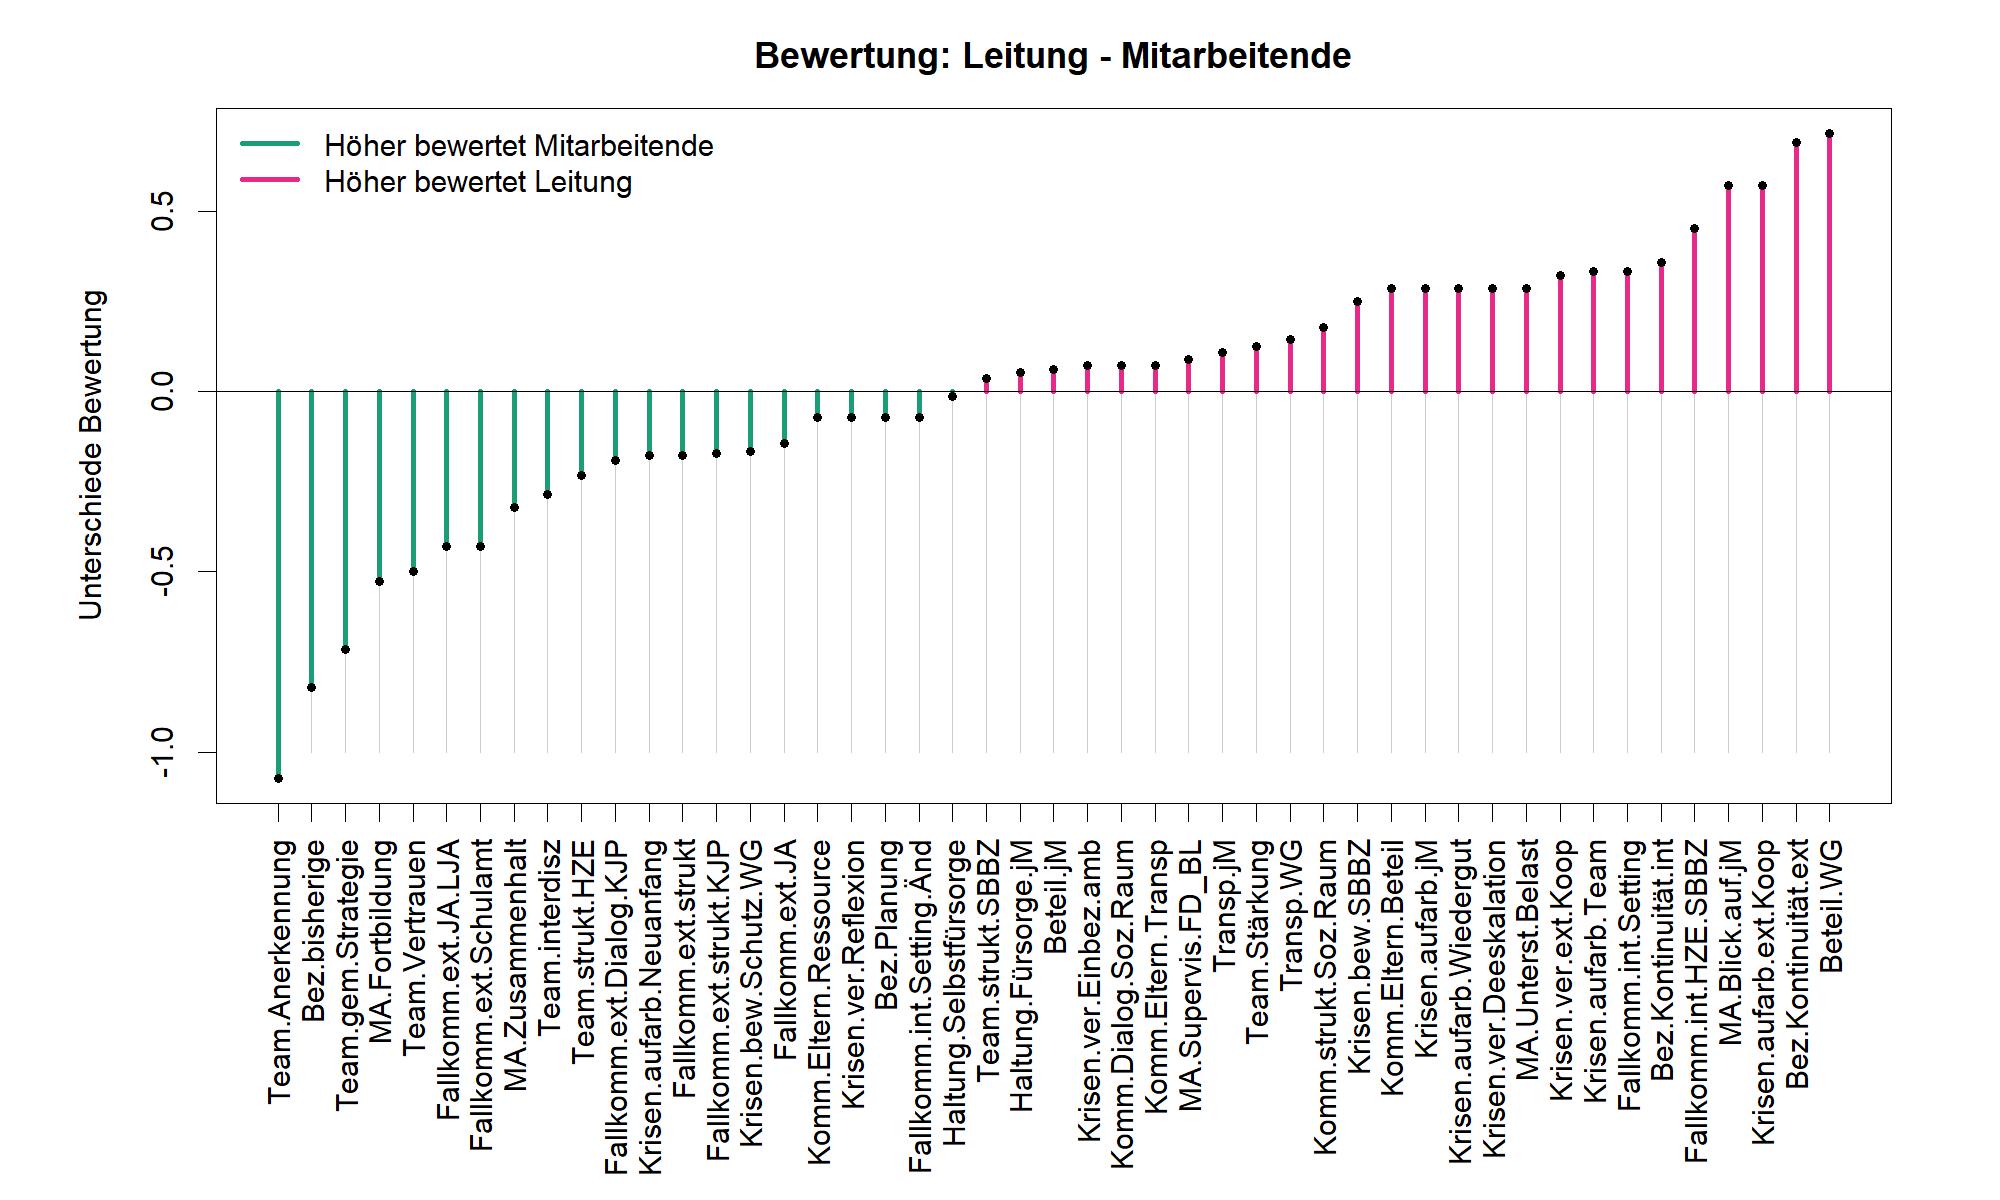 Bewertung: Leitung - Mitarbeitende
Höher bewertet Mitarbeitende
Höher bewertet Leitung
Unterschiede Bewertung
0.5
0.0
-0.5
-1.0
Team.Anerkennung
Bez.bisherige
Team.gem.Strategie
MA.Fortbildung
Team.Vertrauen
Fallkomm.ext.JA.LJA
Fallkomm.ext.Schulamt
MA.Zusammenhalt
Team.interdisz
Team.strukt.HZE
Fallkomm.ext.Dialog.KJP
Krisen.aufarb.Neuanfang
Fallkomm.ext.strukt
Fallkomm.ext.strukt.KJP
Krisen.bew.Schutz.WG
Fallkomm.ext.JA
Komm.Eltern.Ressource
Krisen.ver.Reflexion
Bez.Planung
Fallkomm.int.Setting.Änd
Haltung.Selbstfürsorge
Team.strukt.SBBZ
Haltung.Fürsorge.jM
Beteil.jM
Krisen.ver.Einbez.amb
Komm.Dialog.Soz.Raum
Komm.Eltern.Transp
MA.Supervis.FD_BL
Transp.jM
Team.Stärkung
Transp.WG
Komm.strukt.Soz.Raum
Krisen.bew.SBBZ
Komm.Eltern.Beteil
Krisen.aufarb.jM
Krisen.aufarb.Wiedergut
Krisen.ver.Deeskalation
MA.Unterst.Belast
Krisen.ver.ext.Koop
Krisen.aufarb.Team
Fallkomm.int.Setting
Bez.Kontinuität.int
Fallkomm.int.HZE.SBBZ
MA.Blick.auf.jM
Krisen.aufarb.ext.Koop
Bez.Kontinuität.ext
Beteil.WG